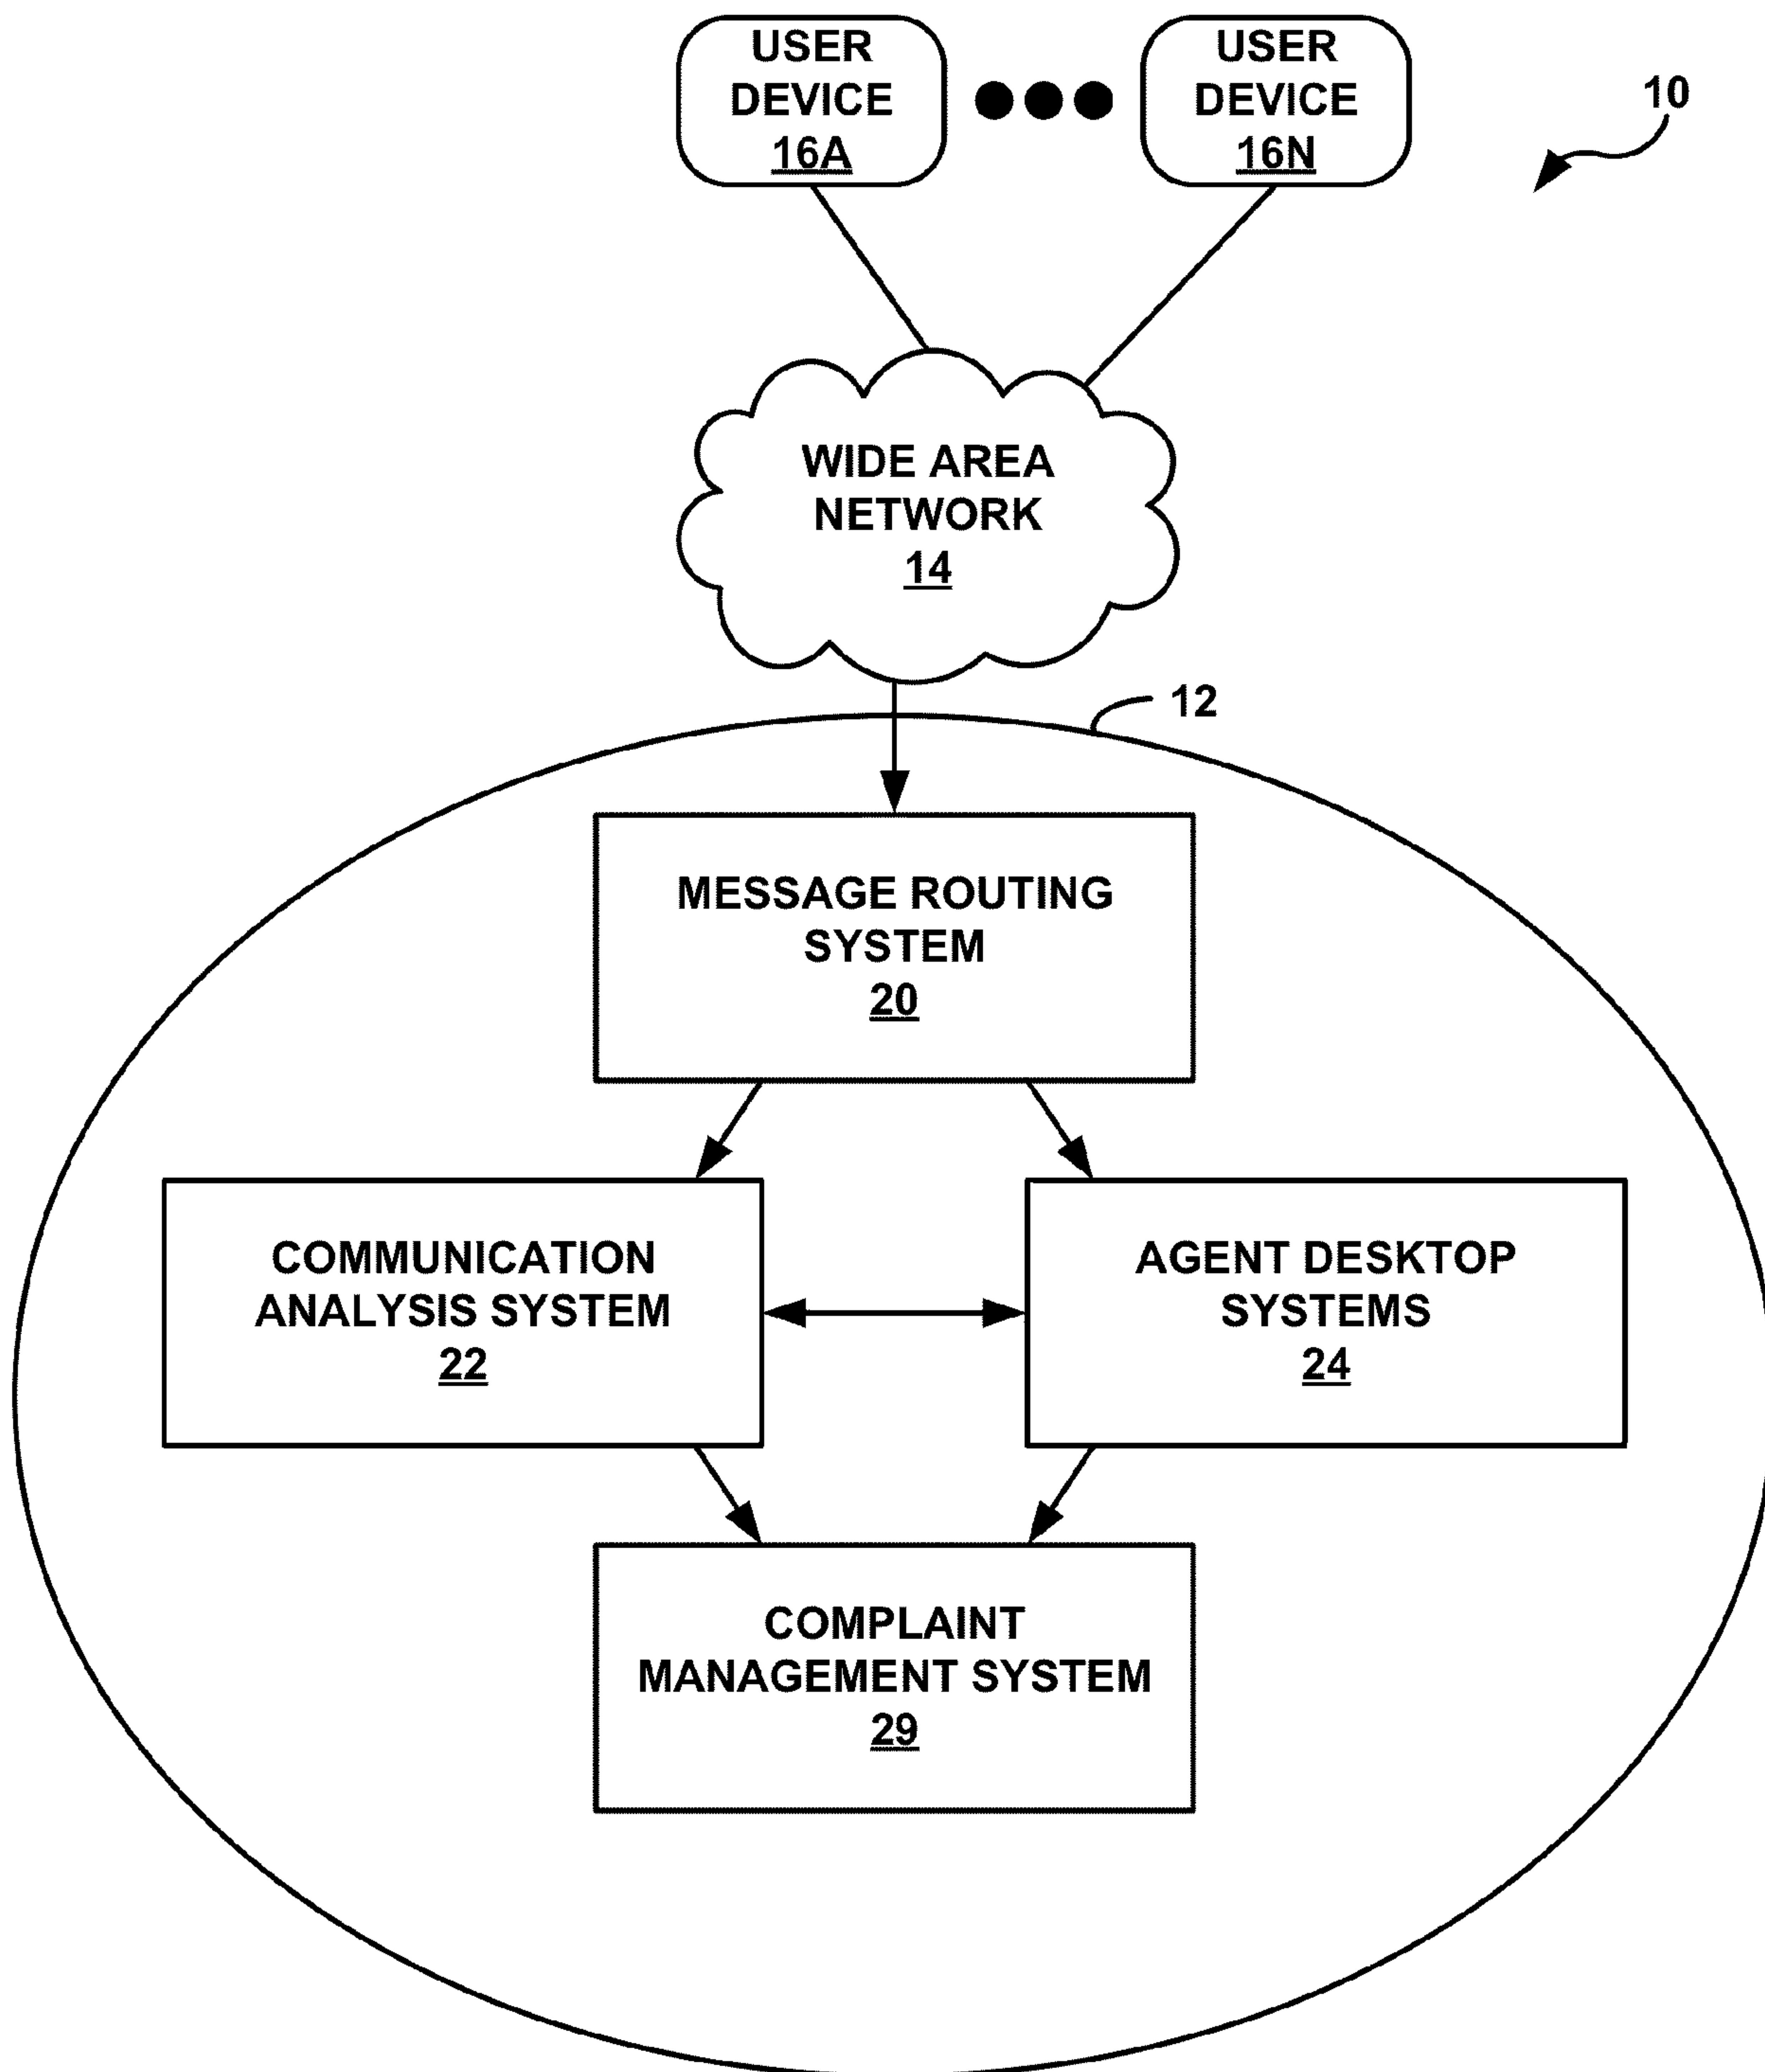 USER
DEVICE
16A
USER
DEVICE
16N
10
WIDE AREA
NETWORK
14
12
MESSAGE ROUTING
SYSTEM
20
COMMUNICATION
ANALYSIS SYSTEM
22
AGENT DESKTOP
SYSTEMS
24
COMPLAINT
MANAGEMENT SYSTEM
29